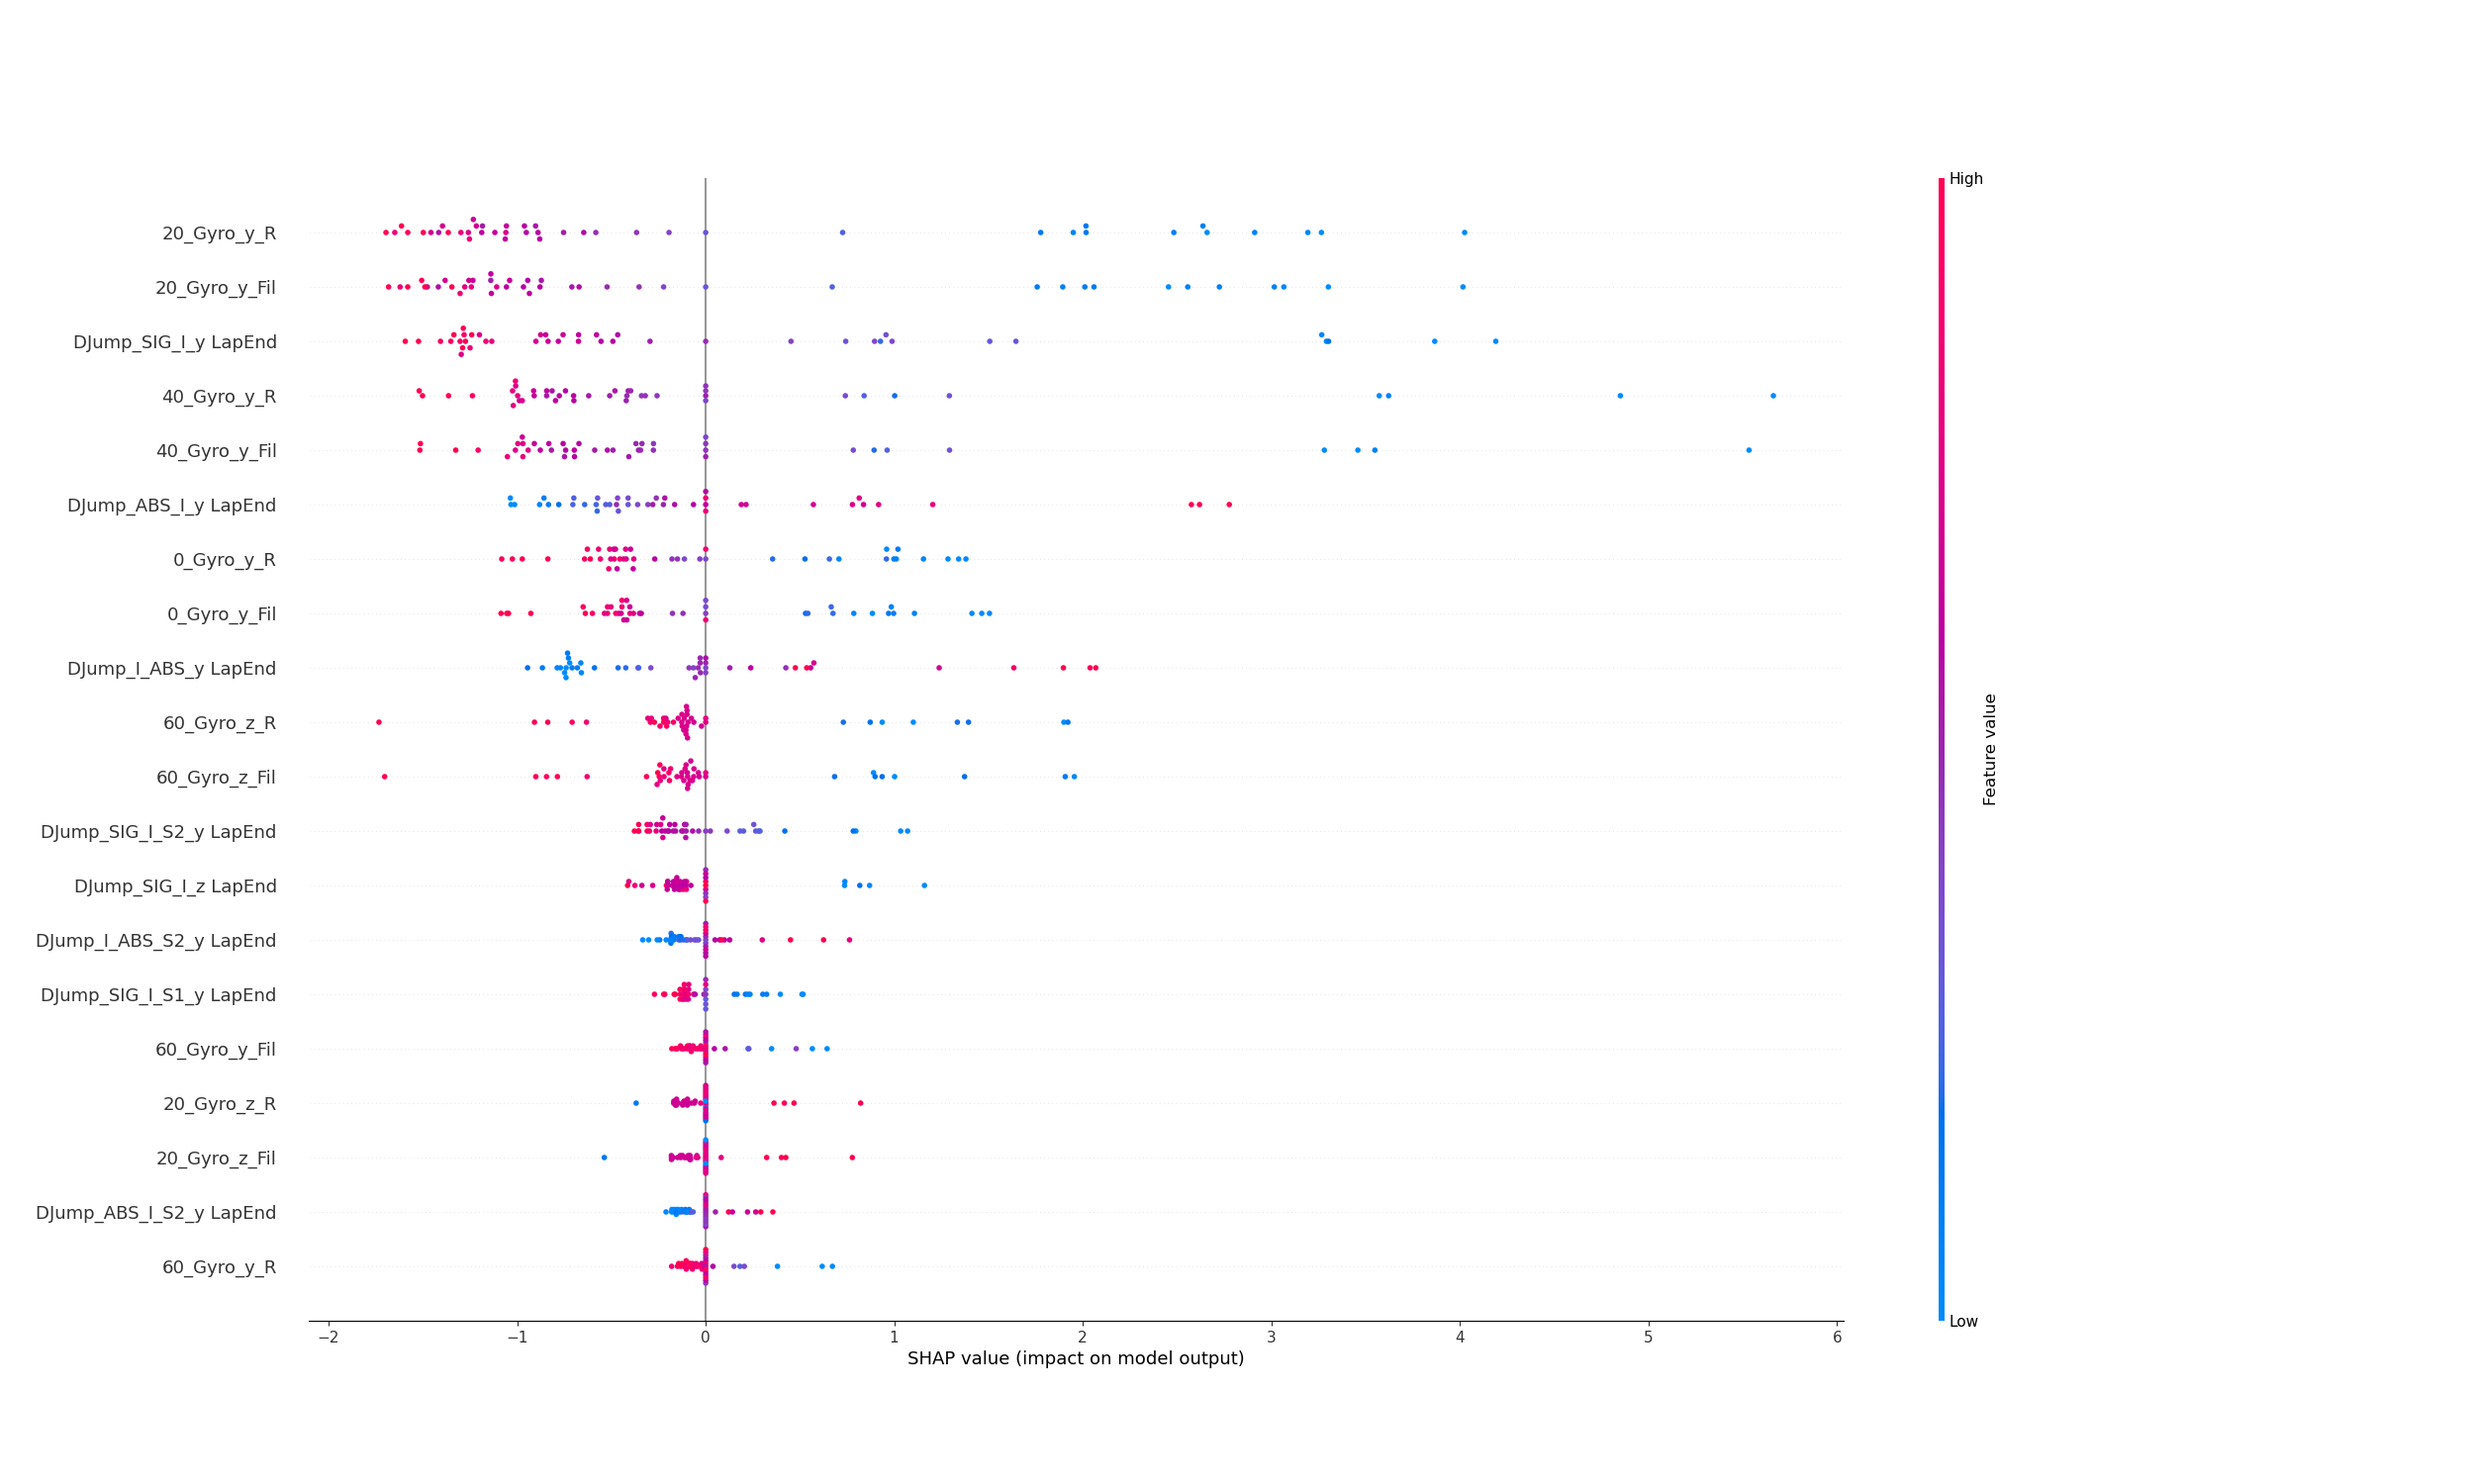 High
20_Gyro_y_R
20_Gyro_y_Fil
DJump_SIG_I_y LapEnd
40_Gyro_y_R
40_Gyro_y_Fil
DJump_ABS_I_y LapEnd
0_Gyro_y_R
0_Gyro_y_Fil
DJump_I_ABS_y LapEnd
60_Gyro_z_R
60_Gyro_z_Fil
DJump_SIG_I_S2_y LapEnd
DJump_SIG_I_z LapEnd
DJump_I_ABS_S2_y LapEnd
DJump_SIG_I_S1_y LapEnd
60_Gyro_y_Fil
20_Gyro_z_R
20_Gyro_z_Fil
DJump_ABS_I_S2_y LapEnd
60_Gyro_y_R
Feature value
Low
−2 −1 0 1 2 3 4 5 6
SHAP value (impact on model output)